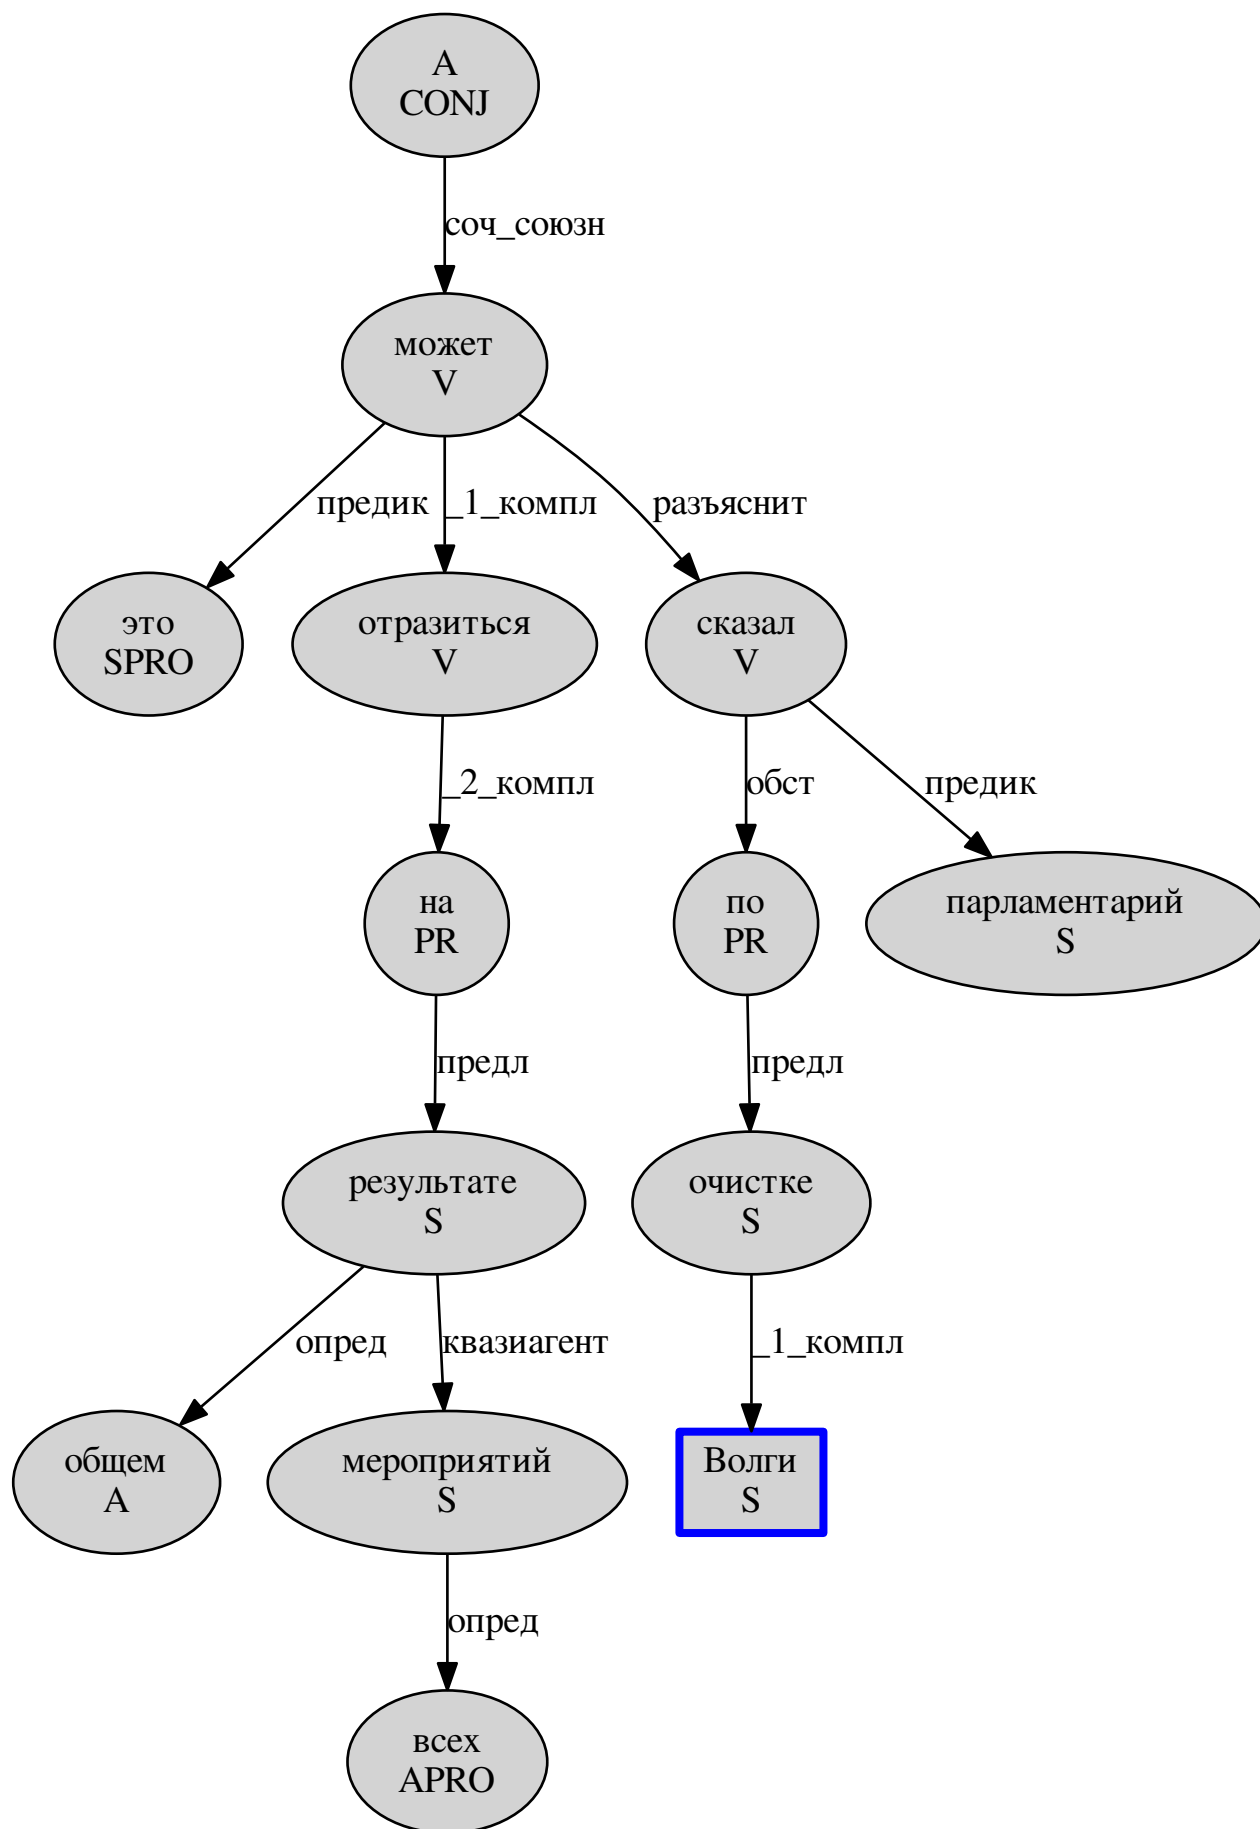 А
CONJ
соч_союзн
может
V
предик
_1_компл
разъяснит
это
SPRO
отразиться
V
сказал
V
_2_компл
обст
предик
на
PR
по
PR
парламентарий
S
предл
предл
результате
S
очистке
S
опред
квазиагент
_1_компл
общем
A
мероприятий
S
Волги
S
опред
всех
APRO